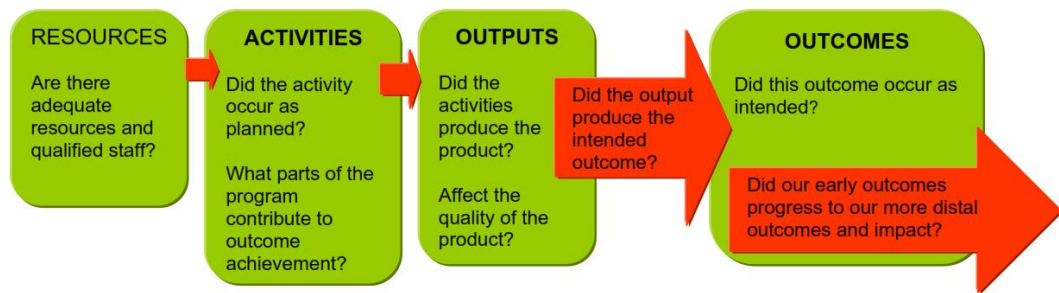 RESOURCES
Are there
adequate
resources and
qualified staff?
ACTIVITIES
Did the activity
occur as
planned?
What parts of the
program
contribute to
outcome
achievement?
OUTPUTS
Did the
activities
produce the
product?
Affect the
quality of the
product?
Did the output
produce the
intended
outcome?
OUTCOMES
Did this outcome occur as
intended?
Did our early outcomes
progress to our more distal
outcomes and impact?